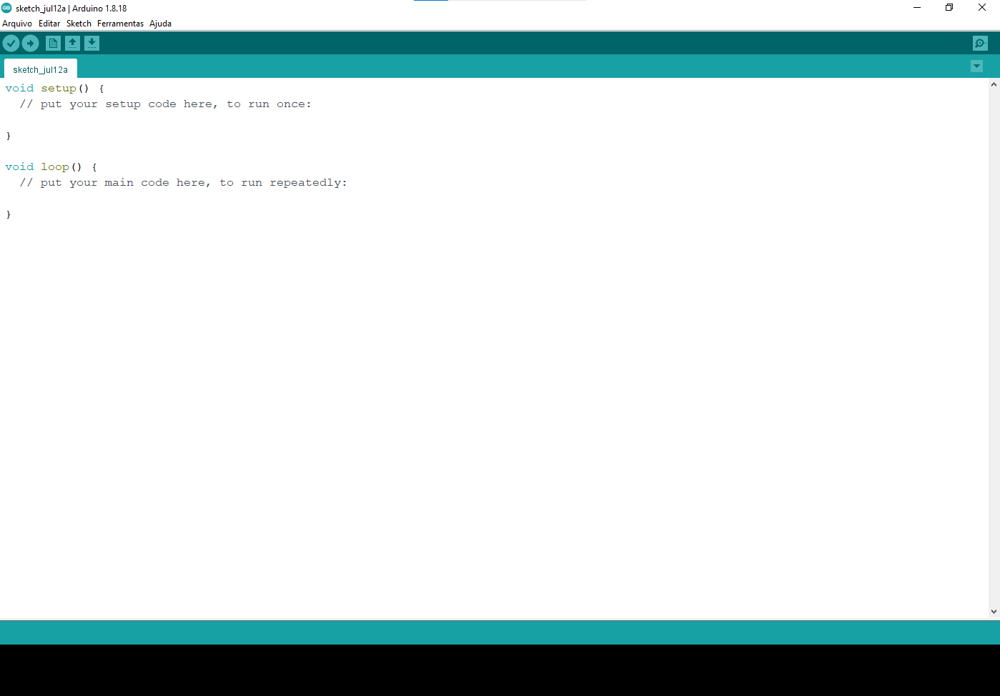 sketch_jul12a | Arduino 1.8.18
Arquivo Editar Sketch Ferramentas Ajuda
sketch_jul12a
void setup() {
  // put your setup code here, to run once:
}
void loop() {
  // put your main code here, to run repeatedly:
}